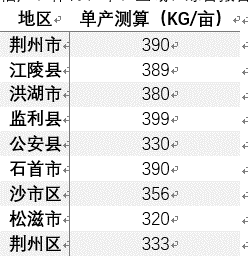 地区 单产测算（KG/亩）
荆州市 390
江陵县 389
洪湖市 380
监利县 399
公安县 330
石首市 390
沙市区 356
松滋市 320
荆州区 333